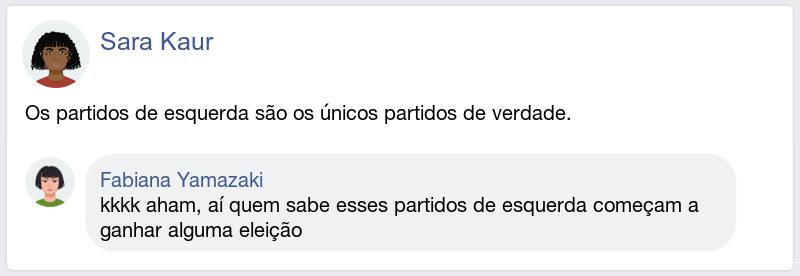 Sara Kaur
Os partidos de esquerda são os únicos partidos de verdade.
Fabiana Yamazaki
kkkk aham, aí quem sabe esses partidos de esquerda começam a
ganhar alguma eleição